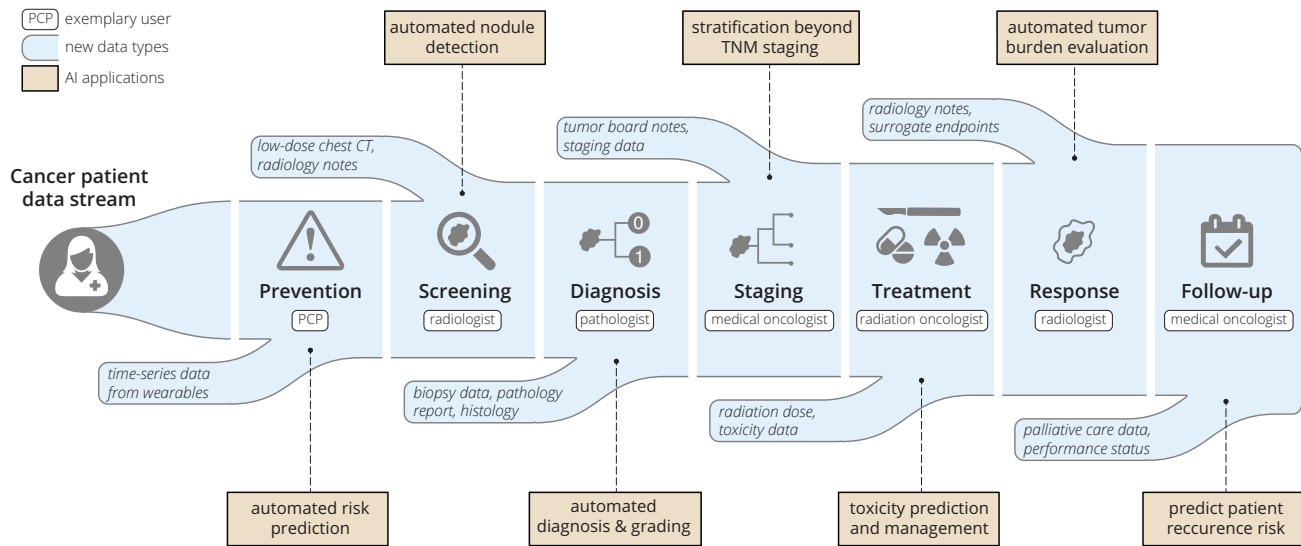 PCP exemplary user
new data types
AI applications
automated nodule
detection
stratification beyond
TNM staging
automated tumor
burden evaluation
low-dose chest CT,
radiology notes
tumor board notes,
staging data
radiology notes,
surrogate endpoints
Cancer patient
data stream
0
1
Prevention
Screening
Diagnosis
Staging
Treatment
Response
Follow-up
PCP
radiologist
pathologist
medical oncologist
radiation oncologist
radiologist
medical oncologist
time-series data
from wearables
biopsy data, pathology
report, histology
radiation dose,
toxicity data
palliative care data,
performance status
automated risk
prediction
automated
diagnosis & grading
toxicity prediction
and management
predict patient
reccurence risk